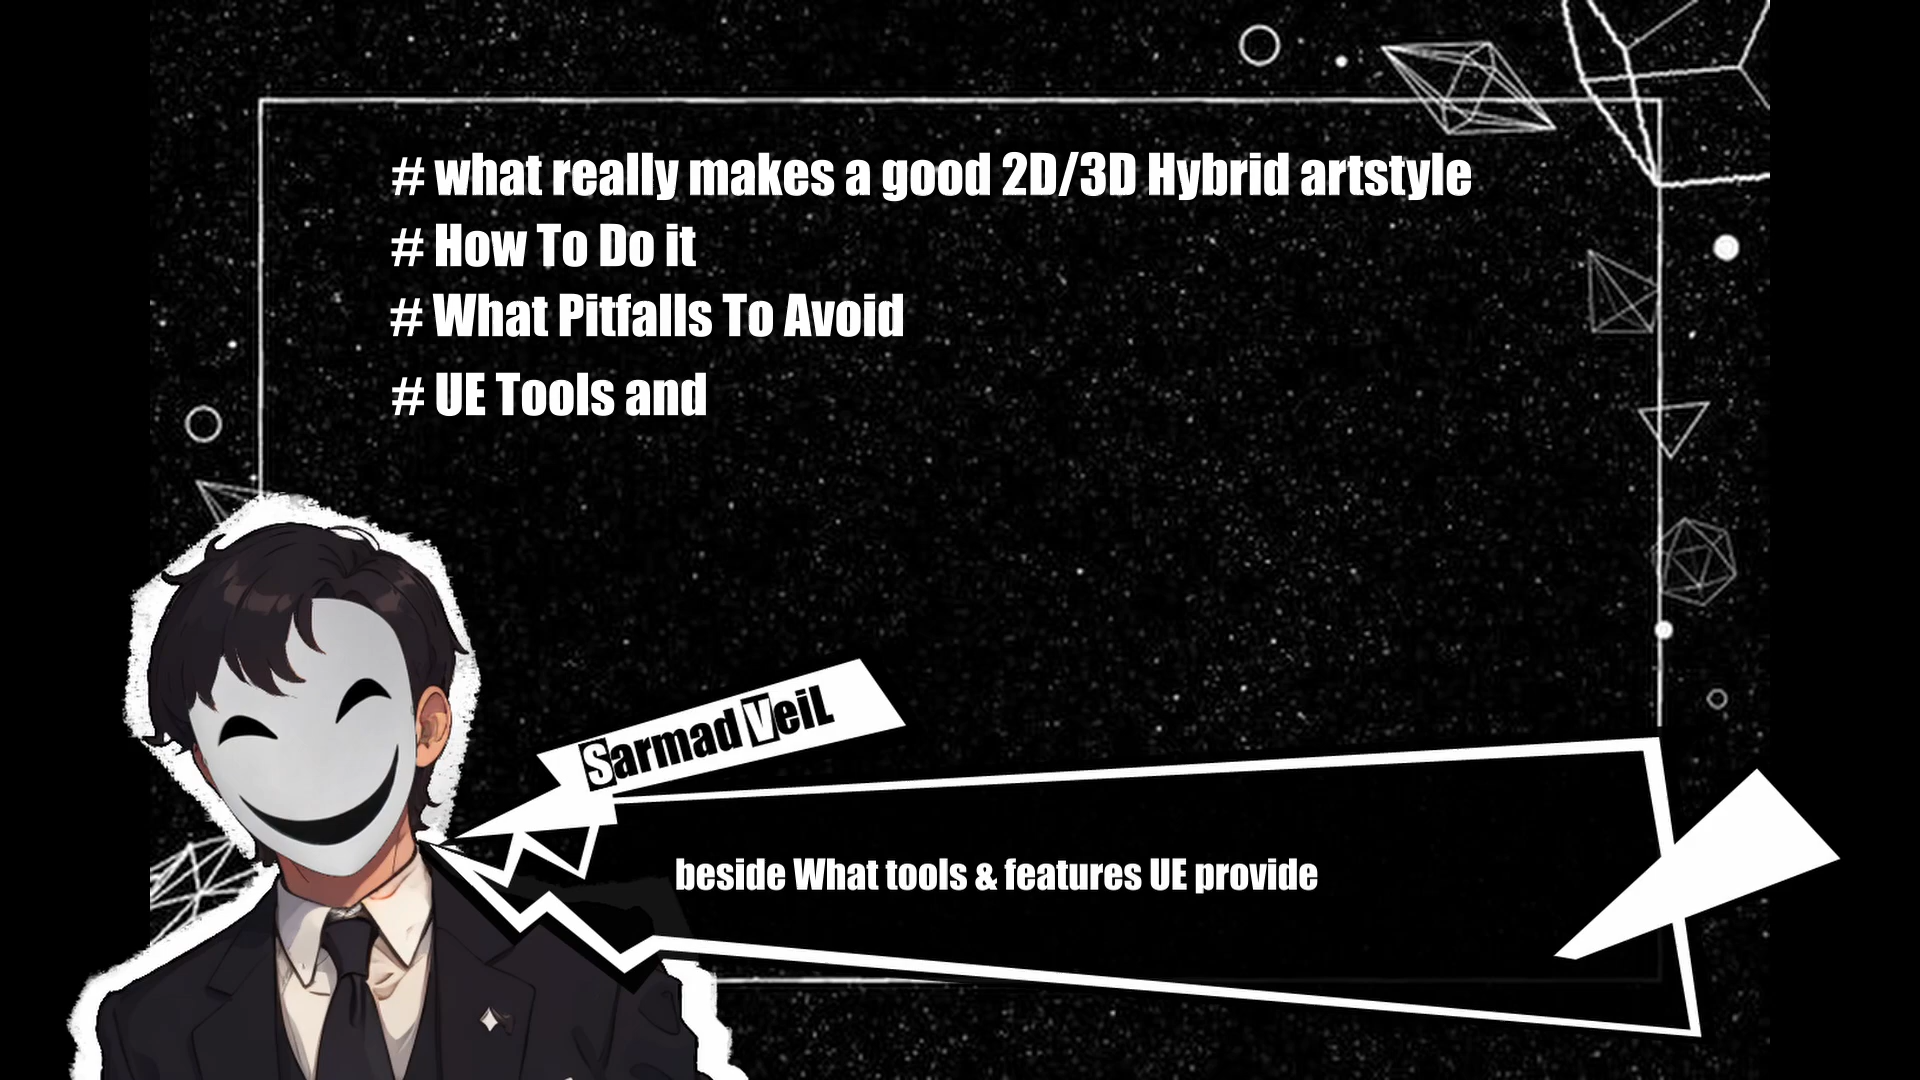 # what really makes a good 2D/3D Hybrid artstyle
# How To Do it
# What Pitfalls To Avoid
# UE Tools and
Sarmad VeiL
beside What tools & features UE provide